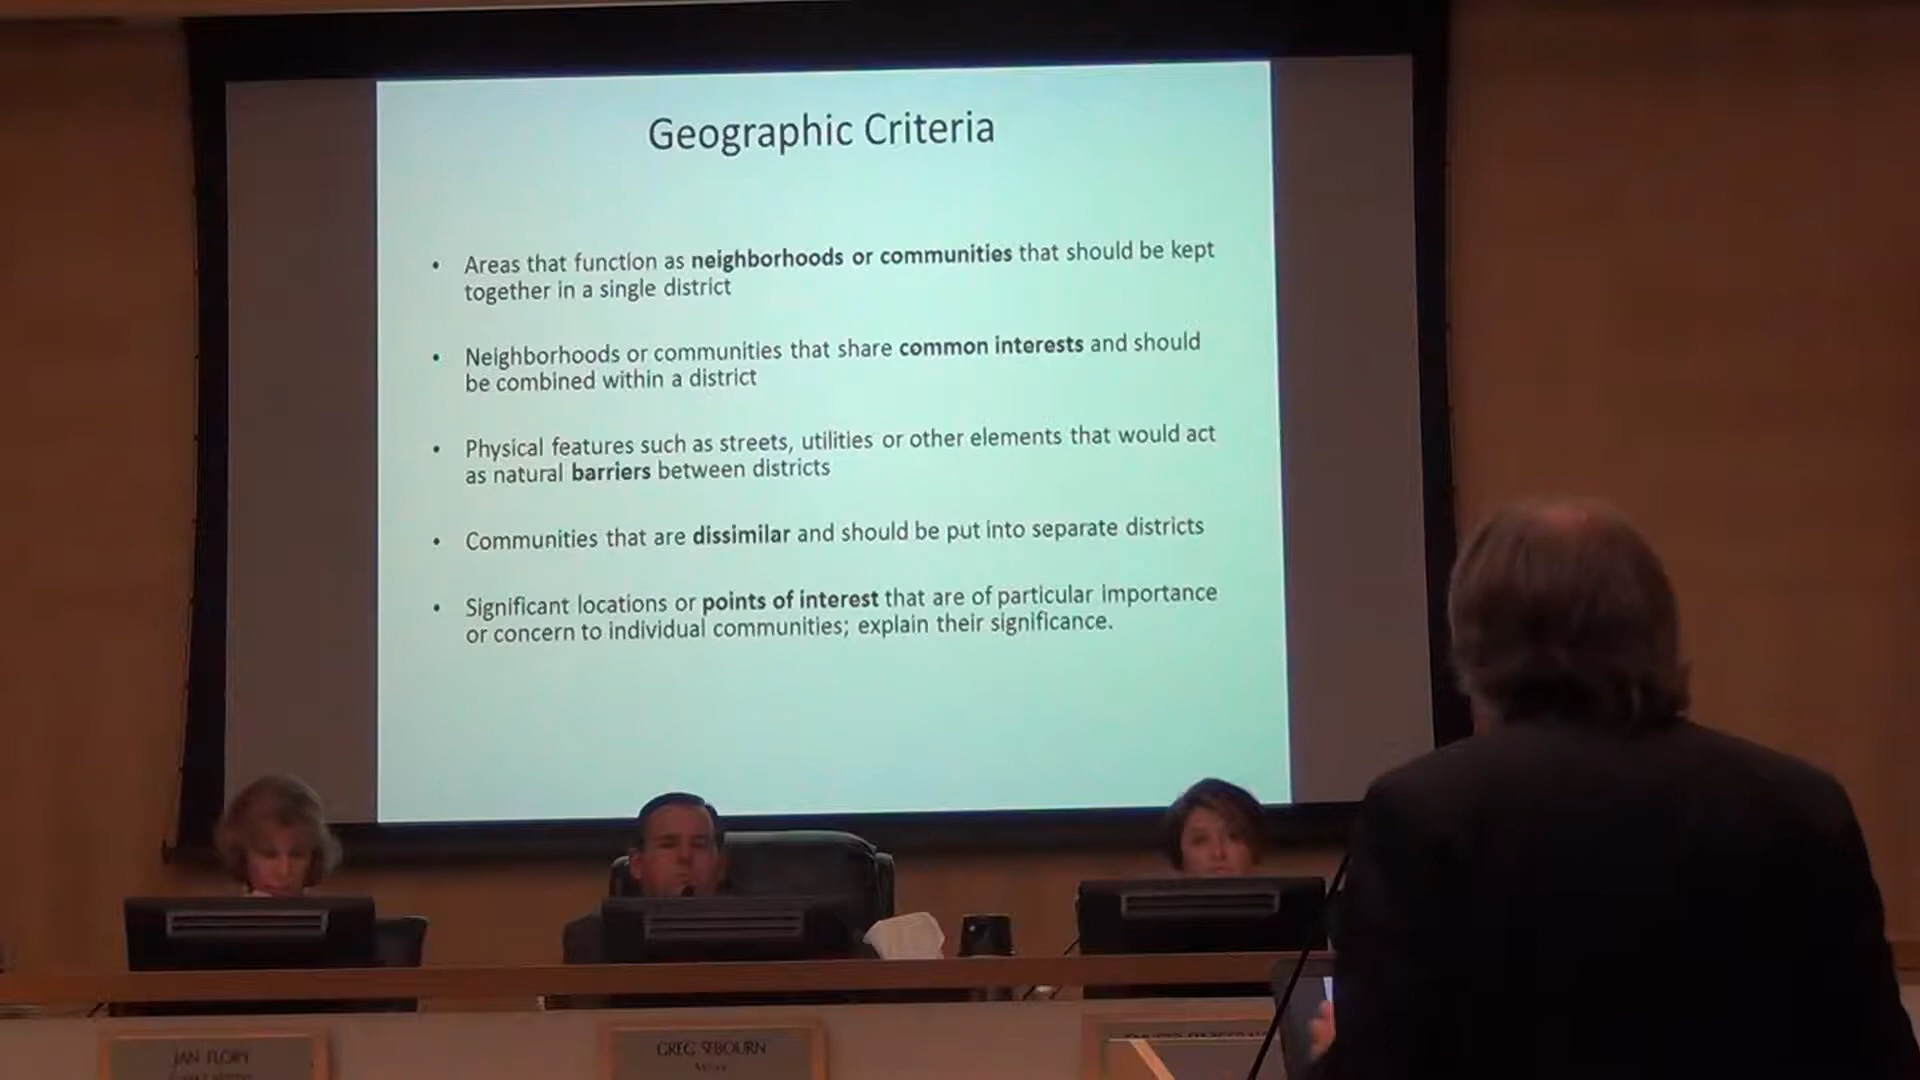 Geographic Criteria
• Areas that function as neighborhoods or communities that should be kept
together in a single district
• Neighborhoods or communities that share common interests and should
be combined within a district
• Physical features such as streets, utilities or other elements that would act
as natural barriers between districts
• Communities that are dissimilar and should be put into separate districts
• Significant locations or points of interest that are of particular importance
or concern to individual communities; explain their significance.
JAN FLORY
GREG SEBOURN